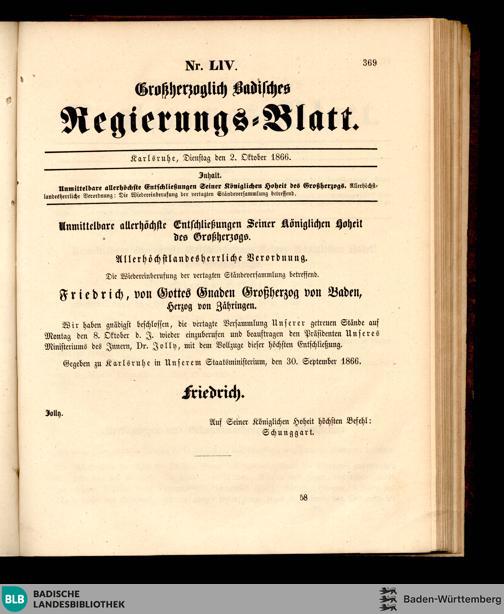 Nr. LIV.
369
Großherzoglich Badisches
Regierungs-Blatt.
Karlsruhe, Dienstag den 2. Oktober 1866.
Inhalt.
Unmittelbare allerhöchste Entschließungen Seiner Königlichen Hoheit des Großherzogs. Allerhöchst-
landesherrliche Verordnung: Die Wiedereinberufung der vertagten Ständeversammlung betreffend.
Unmittelbare allerhöchste Entschließungen Seiner Königlichen Hoheit
des Großherzogs.
Allerhöchstlandesherrliche Verordnung.
Die Wiedereinberufung der vertagten Ständeversammlung betreffend.
Friedrich, von Gottes Gnaden Großherzog von Baden,
Herzog von Zähringen.
Wir haben gnädigst beschlossen, die vertagte Versammlung Unserer getreuen Stände auf
Montag den 8. Oktober d. J. wieder einzuberufen und beauftragen den Präsidenten Unseres
Ministeriums des Innern, Dr. Jolly, mit dem Vollzuge dieser höchsten Entschließung.
Gegeben zu Karlsruhe in Unserem Staatsministerium, den 30. September 1866.
Friedrich.
Jolly.
Auf Seiner Königlichen Hoheit höchsten Befehl:
Schunggart.
58
BLB BADISCHE
LANDESBIBLIOTHEK
Baden-Württemberg